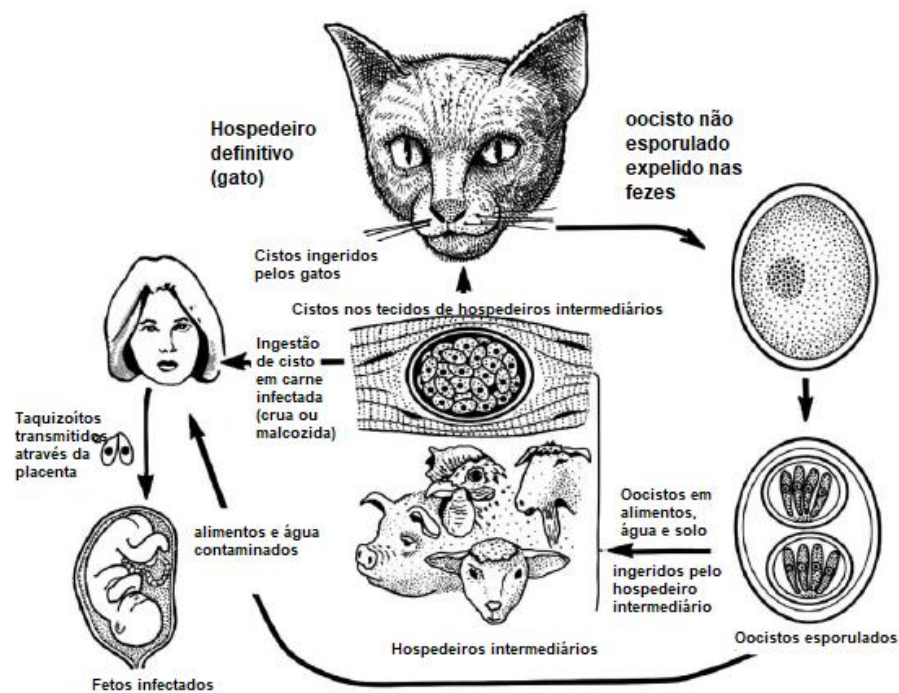 Hospedeiro
definitivo
(gato)
oocisto não
esporulado
expelido nas
fezes
Cistos ingeridos
pelos gatos
Cistos nos tecidos de hospedeiros intermediários
Ingestão
de cisto
em carne
infectada
(crua ou
malcozida)
Taquizoítos
transmitidos
através da
placenta
alimentos e água
contaminados
Oocistos em
alimentos,
água e solo
ingeridos pelo
hospedeiro
intermediário
Hospedeiros intermediários
Oocistos esporulados
Fetos infectados